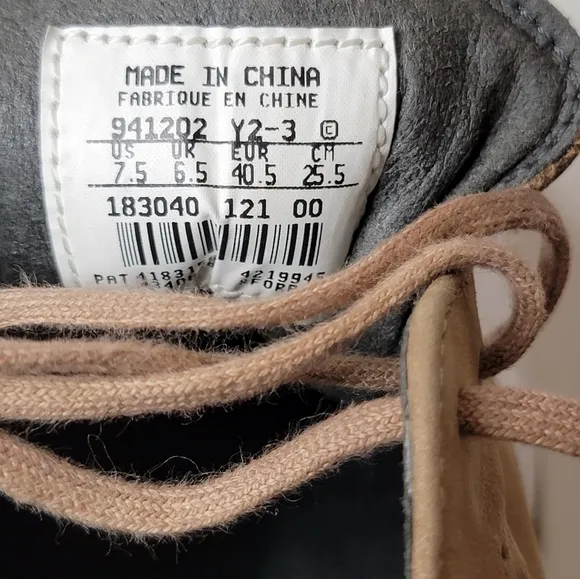 MADE IN CHINA
FABRIQUE EN CHINE
941202 Y2-3 ©
US UK EUR CM
7.5 6.5 40.5 25.5
183040 121 00
PAT